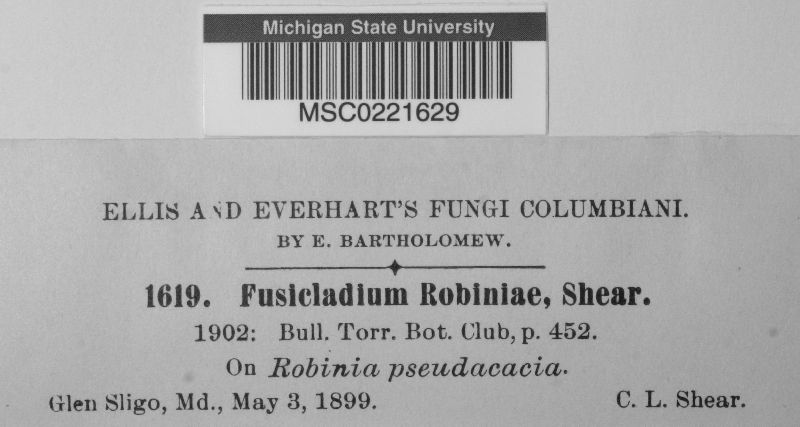 Michigan State University
MSC0221629
ELLIS AND EVERHART'S FUNGI COLUMBIANI.
BY E. BARTHOLOMEW.
1619. Fusicladium Robiniae, Shear.
1902: Bull. Torr. Bot. Club, p. 452.
On Robinia pseudacacia.
Glen Sligo, Md., May 3, 1899. C. L. Shear.